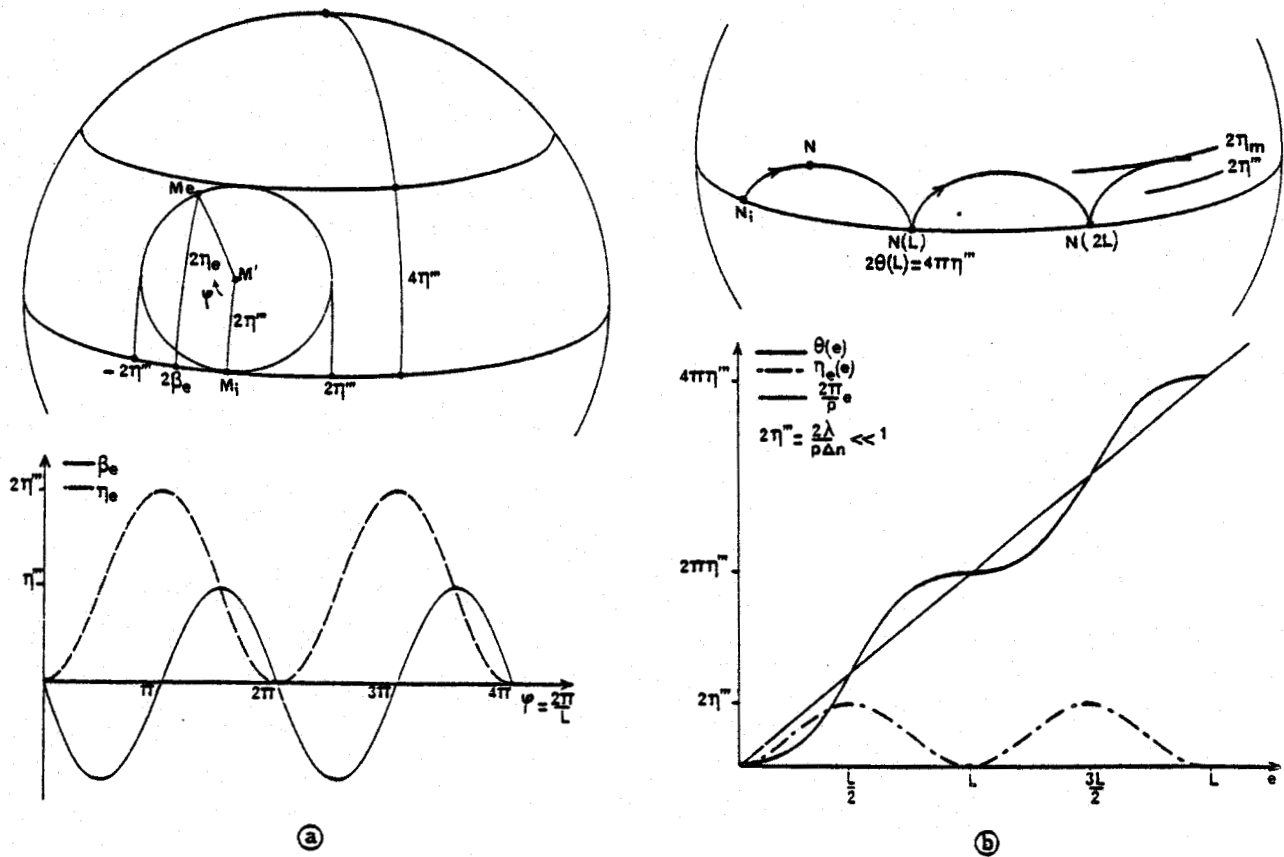 Me
2ηe
M'
φ
2η'''
4η'''
-2η'''
2βe
Mi
2η'''
βe
ηe
2η'''
η'''
π
2π
3π
4π
φ = 2π/L
ⓐ
N
Ni
N(L)
2θ(L)=4πη'''
N(2L)
2ηm
2η'''
θ(e)
ηe(e)
2π/p e
2η''' = 2λ/pΔn << 1
4πη'''
2πη'''
2η'''
L/2
L
3L/2
L
e
ⓑ